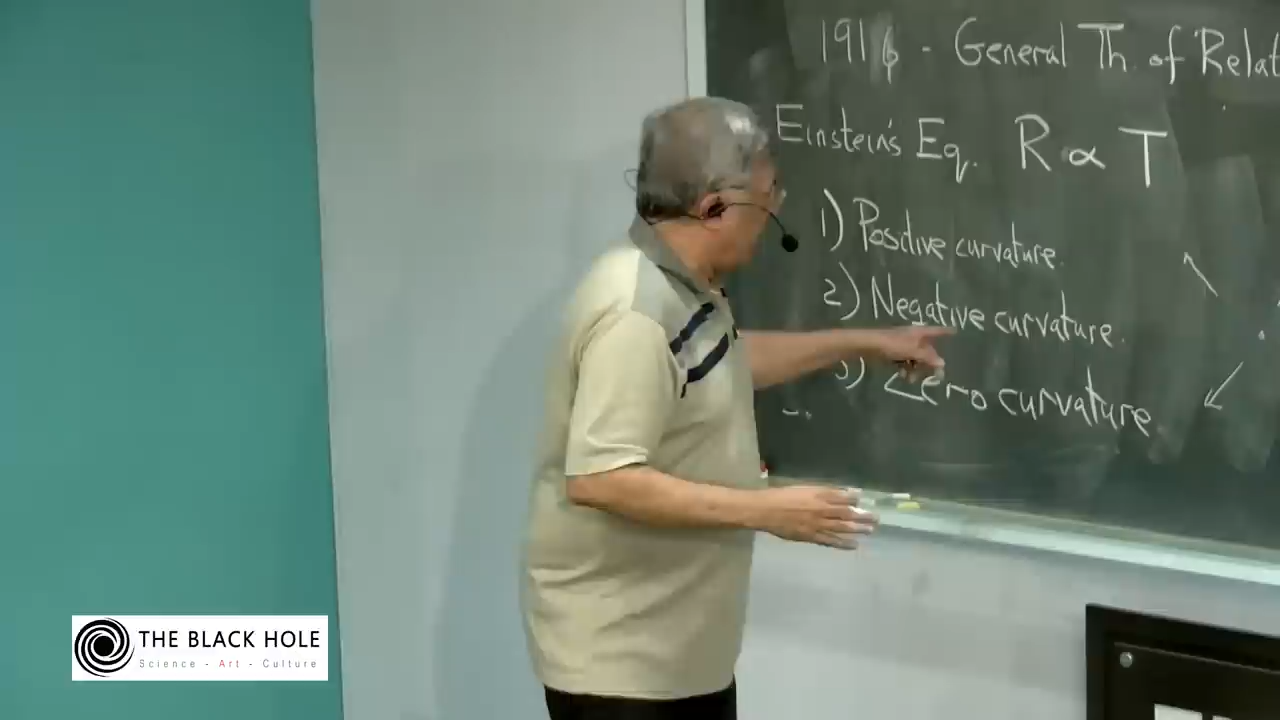 1916 - General Th. of Relat
Einstein's Eq. R ∝ T
1) Positive curvature.
2) Negative curvature.
3) Zero curvature
THE BLACK HOLE
Science - Art - Culture